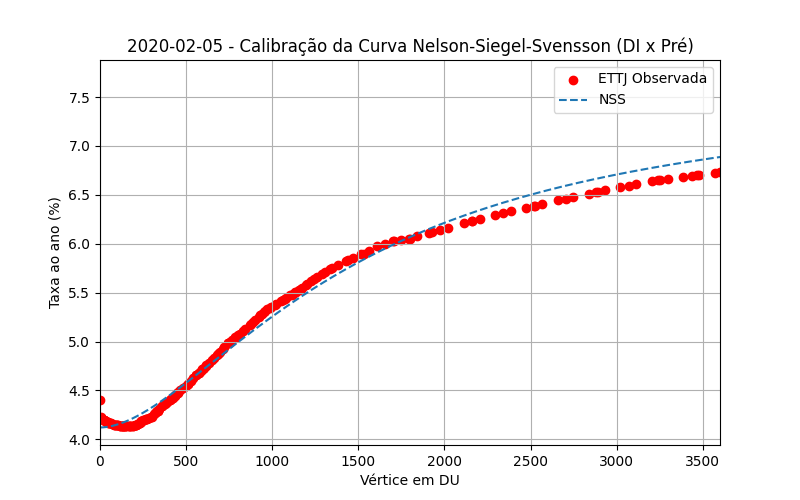 2020-02-05 - Calibração da Curva Nelson-Siegel-Svensson (DI x Pré)
ETTJ Observada
NSS
Taxa ao ano (%)
7.5
7.0
6.5
6.0
5.5
5.0
4.5
4.0
0 500 1000 1500 2000 2500 3000 3500
Vértice em DU